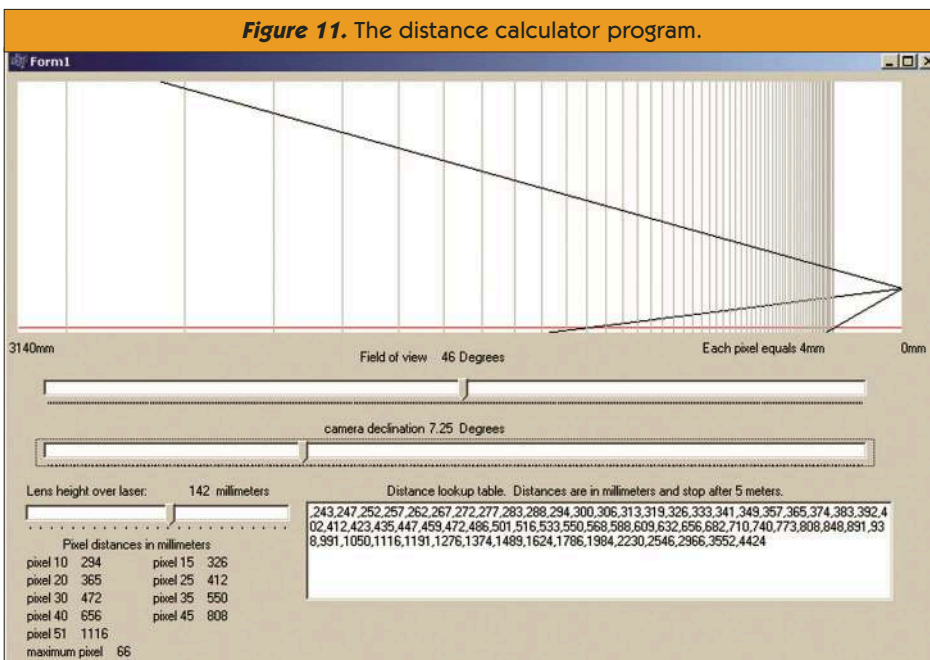 Figure 11. The distance calculator program.
Form1
3140mm
Each pixel equals 4mm
0mm
Field of view 46 Degrees
camera declination 7.25 Degrees
Lens height over laser: 142 millimeters
Distance lookup table. Distances are in millimeters and stop after 5 meters.
,243,247,252,257,262,267,272,277,283,288,294,300,306,313,319,326,333,341,349,357,365,374,383,392,4
02,412,423,435,447,459,472,486,501,516,533,550,568,588,609,632,656,682,710,740,773,808,848,891,93
8,991,1050,1116,1191,1276,1374,1489,1624,1786,1984,2230,2546,2966,3552,4424
Pixel distances in millimeters
pixel 10 294 pixel 15 326
pixel 20 365 pixel 25 412
pixel 30 472 pixel 35 550
pixel 40 656 pixel 45 808
pixel 51 1116
maximum pixel 66